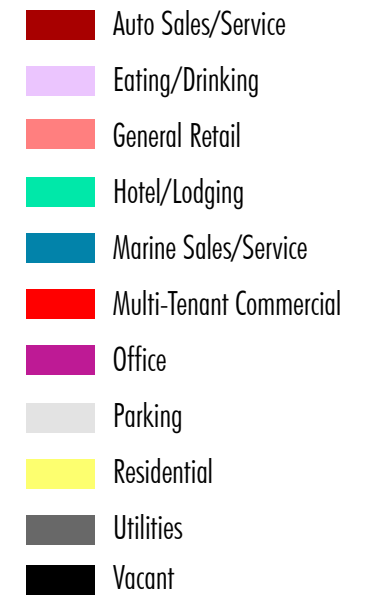 Auto Sales/Service
Eating/Drinking
General Retail
Hotel/Lodging
Marine Sales/Service
Multi-Tenant Commercial
Office
Parking
Residential
Utilities
Vacant